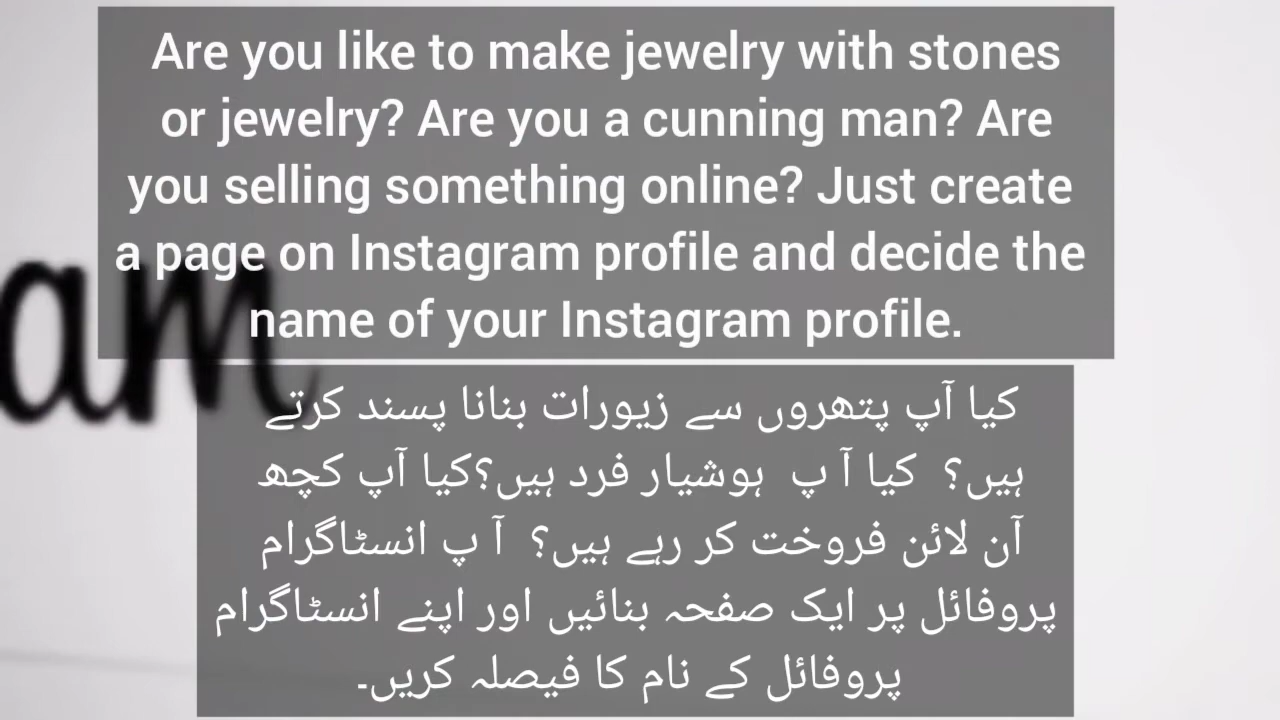 Are you like to make jewelry with stones
or jewelry? Are you a cunning man? Are
you selling something online? Just create
a page on Instagram profile and decide the
name of your Instagram profile.
am
کیا آپ پتھروں سے زیورات بنانا پسند کرتے
ہیں؟ کیا آ پ ہوشیار فرد ہیں؟کیا آپ کچھ
آن لائن فروخت کر رہے ہیں؟ آ پ انسٹاگرام
پروفائل پر ایک صفحہ بنائیں اور اپنے انسٹاگرام
پروفائل کے نام کا فیصلہ کریں۔